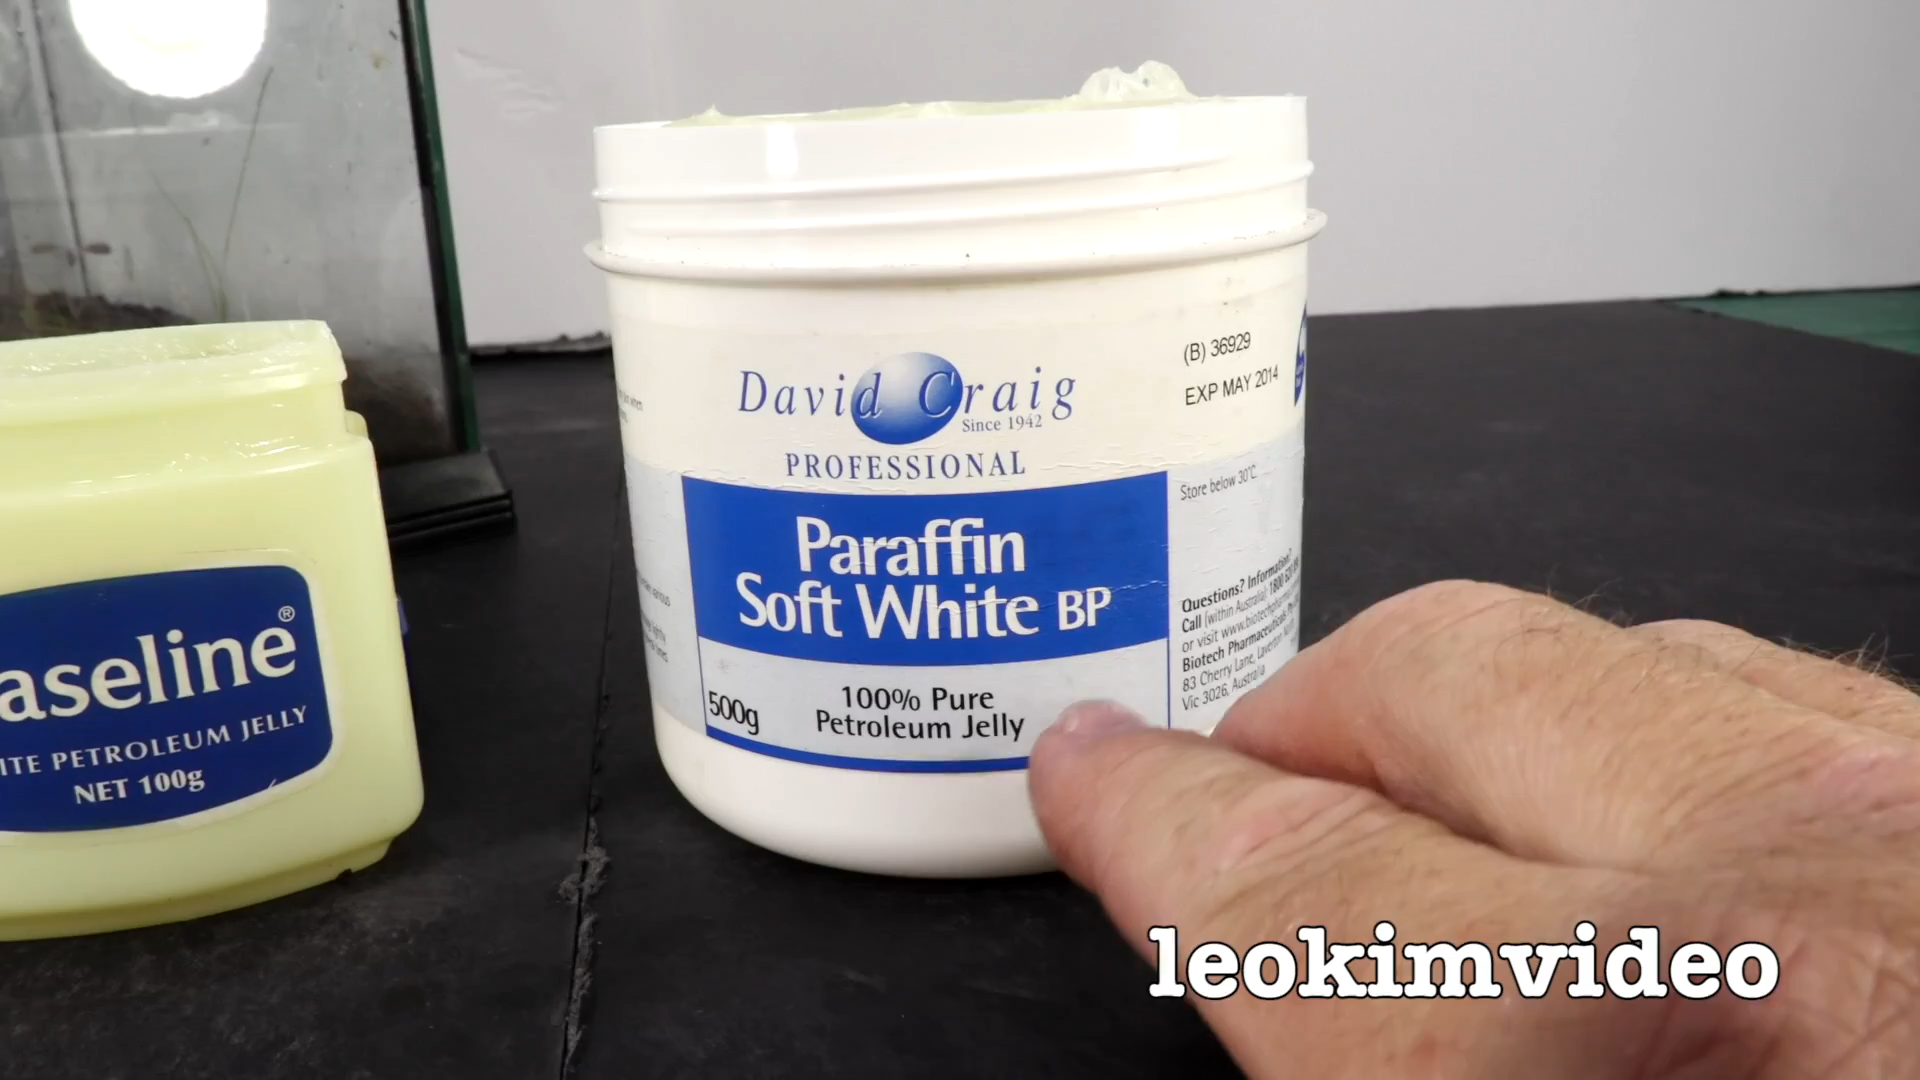 David Craig
Since 1942
PROFESSIONAL
Paraffin
Soft White BP
500g
100% Pure
Petroleum Jelly
(B) 36929
EXP MAY 2014
Store below 30°C
Questions? Information?
Call (within Australia) 1800
or visit
Biotech Pharmaceuticals
83 Cherry Lane, Laverton
Vic 3026, Australia
aseline®
ITE PETROLEUM JELLY
NET 100g
leokimvideo